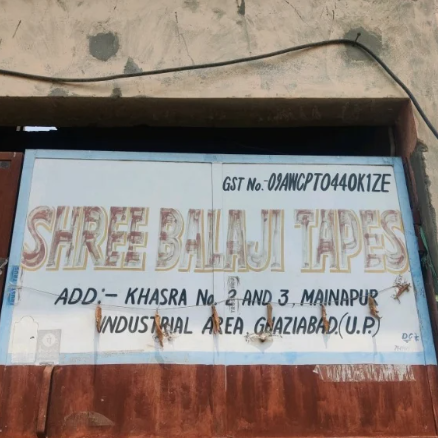 GST No.-09AWCPT0440K1ZE
SHREE BALAJI TAPES
ADD:- KHASRA No. 2 AND 3, MAINAPUR
INDUSTRIAL AREA, GHAZIABAD,(U.P.)